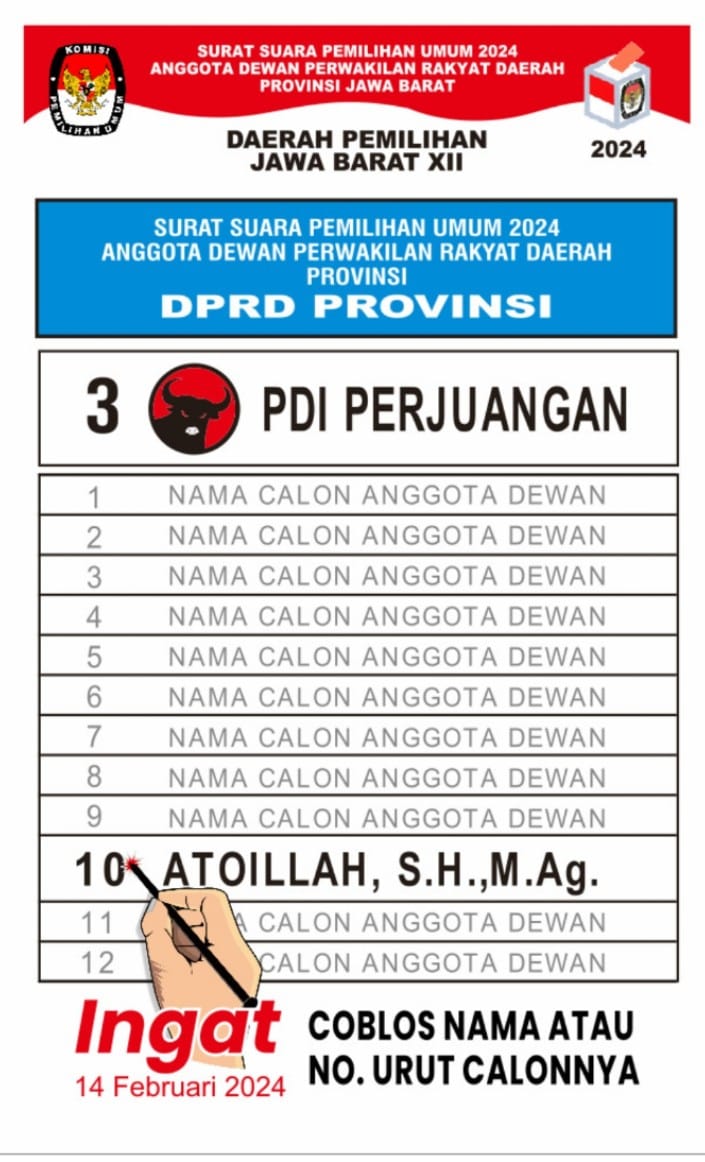 KOMISI
PEMILIHAN UMUM
SURAT SUARA PEMILIHAN UMUM 2024
ANGGOTA DEWAN PERWAKILAN RAKYAT DAERAH
PROVINSI JAWA BARAT
DAERAH PEMILIHAN
JAWA BARAT XII
2024
SURAT SUARA PEMILIHAN UMUM 2024
ANGGOTA DEWAN PERWAKILAN RAKYAT DAERAH
PROVINSI
DPRD PROVINSI
3 PDI PERJUANGAN
1 NAMA CALON ANGGOTA DEWAN
2 NAMA CALON ANGGOTA DEWAN
3 NAMA CALON ANGGOTA DEWAN
4 NAMA CALON ANGGOTA DEWAN
5 NAMA CALON ANGGOTA DEWAN
6 NAMA CALON ANGGOTA DEWAN
7 NAMA CALON ANGGOTA DEWAN
8 NAMA CALON ANGGOTA DEWAN
9 NAMA CALON ANGGOTA DEWAN
10 ATOILLAH, S.H.,M.Ag.
11 A CALON ANGGOTA DEWAN
12 CALON ANGGOTA DEWAN
Ingat
14 Februari 2024
COBLOS NAMA ATAU
NO. URUT CALONNYA